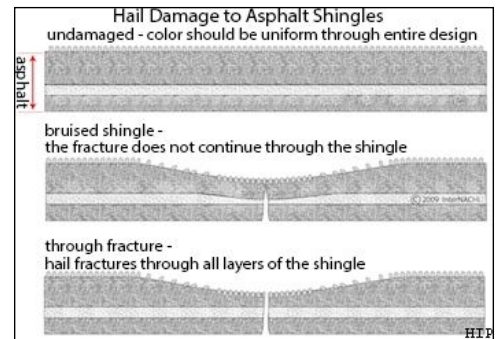 Hail Damage to Asphalt Shingles
undamaged - color should be uniform through entire design
asphalt
bruised shingle -
the fracture does not continue through the shingle
© 2009 InterNACHI
through fracture -
hail fractures through all layers of the shingle
HIP